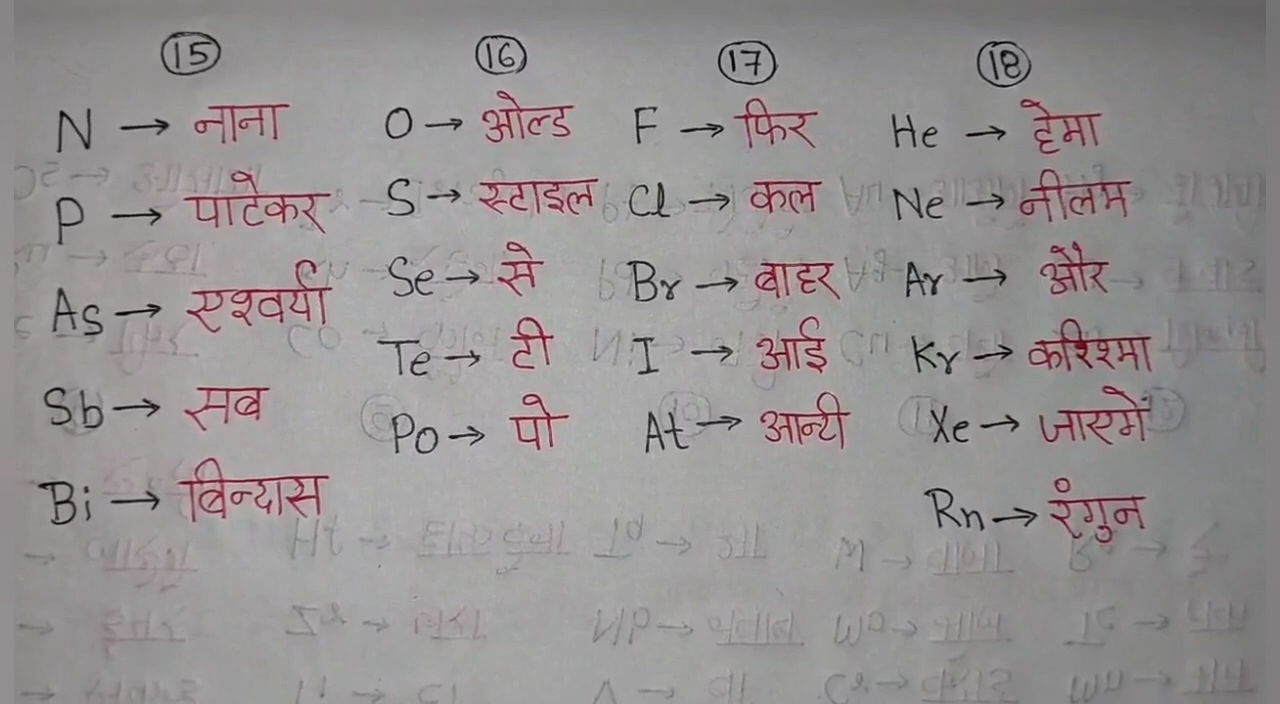 15 16 17 18
N → नाना O → ओल्ड F → फिर He → हेमा
P → पाटेकर S → स्टाइल Cl → कल Ne → नीलम
As → एश्वर्या Se → से Br → बाहर Ar → और
Sb → सब Te → टी I → आई Kr → करिश्मा
Bi → बिन्दास Po → पो At → आन्टी Xe → जाएगें
Rn → रंगुन